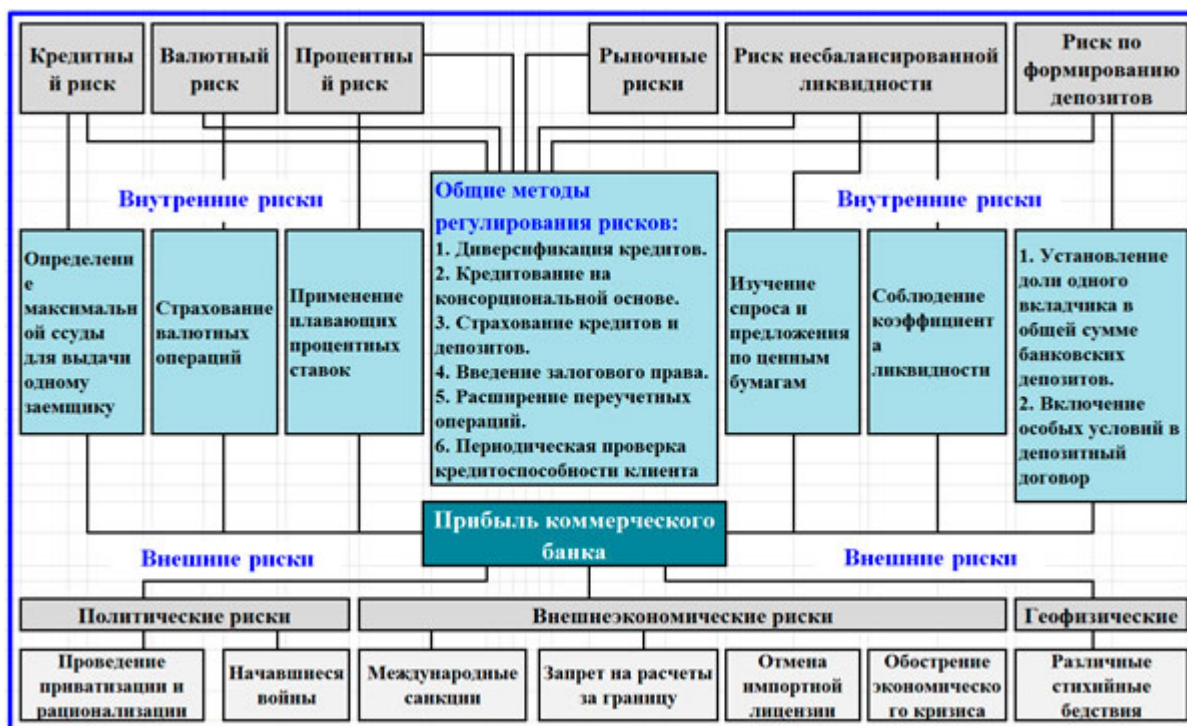 Кредитны
й риск
Валютный
риск
Процентны
й риск
Рыночные
риски
Риск несбалансированной
ликвидности
Риск по
формированию
депозитов
Внутренние риски
Внутренние риски
Определени
е
максимальн
ой ссуды
для выдачи
одному
заемщику
Страхование
валютных
операций
Применение
плавающих
процентных
ставок
Общие методы
регулирования рисков:
1. Диверсификация кредитов.
2. Кредитование на
консорциональной основе.
3. Страхование кредитов и
депозитов.
4. Введение залогового права.
5. Расширение переучетных
операций.
6. Периодическая проверка
кредитоспособности клиента
Изучение
спроса и
предложения
по ценным
бумагам
Соблюдение
коэффициент
а
ликвидности
1. Установление
доли одного
вкладчика в
общей сумме
банковских
депозитов.
2. Включение
особых условий в
депозитный
договор
Прибыль коммерческого
банка
Внешние риски
Внешние риски
Политические риски
Внешнеэкономические риски
Геофизические
Проведение
приватизации и
рационализации
Начавшиеся
войны
Международные
санкции
Запрет на расчеты
за границу
Отмена
импортной
лицензии
Обострение
экономическо
го кризиса
Различные
стихийные
бедствия